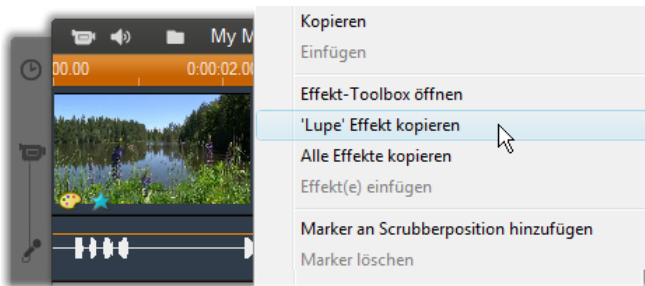 My M
00.00 0:00:02.00
Kopieren
Einfügen
Effekt-Toolbox öffnen
'Lupe' Effekt kopieren
Alle Effekte kopieren
Effekt(e) einfügen
Marker an Scrubberposition hinzufügen
Marker löschen